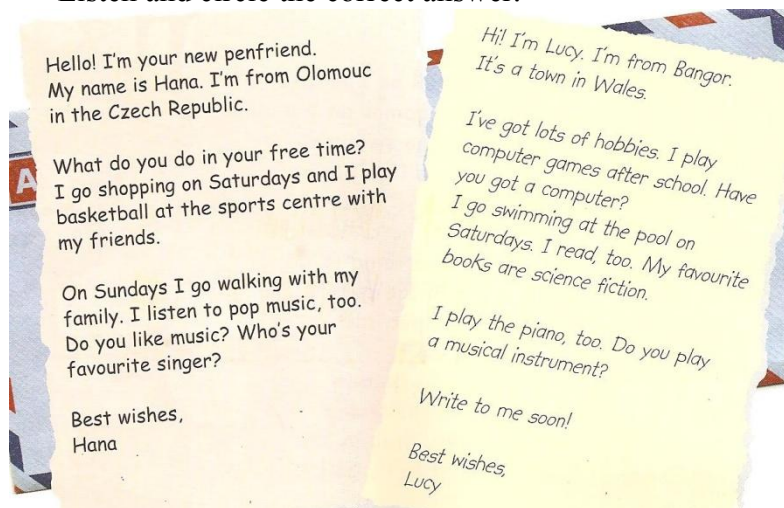 Listen and circle the correct answer.
Hello! I'm your new penfriend.
My name is Hana. I'm from Olomouc
in the Czech Republic.
What do you do in your free time?
I go shopping on Saturdays and I play
basketball at the sports centre with
my friends.
On Sundays I go walking with my
family. I listen to pop music, too.
Do you like music? Who's your
favourite singer?
Best wishes,
Hana
Hi! I'm Lucy. I'm from Bangor.
It's a town in Wales.
I've got lots of hobbies. I play
computer games after school. Have
you got a computer?
I go swimming at the pool on
Saturdays. I read, too. My favourite
books are science fiction.
I play the piano, too. Do you play
a musical instrument?
Write to me soon!
Best wishes,
Lucy